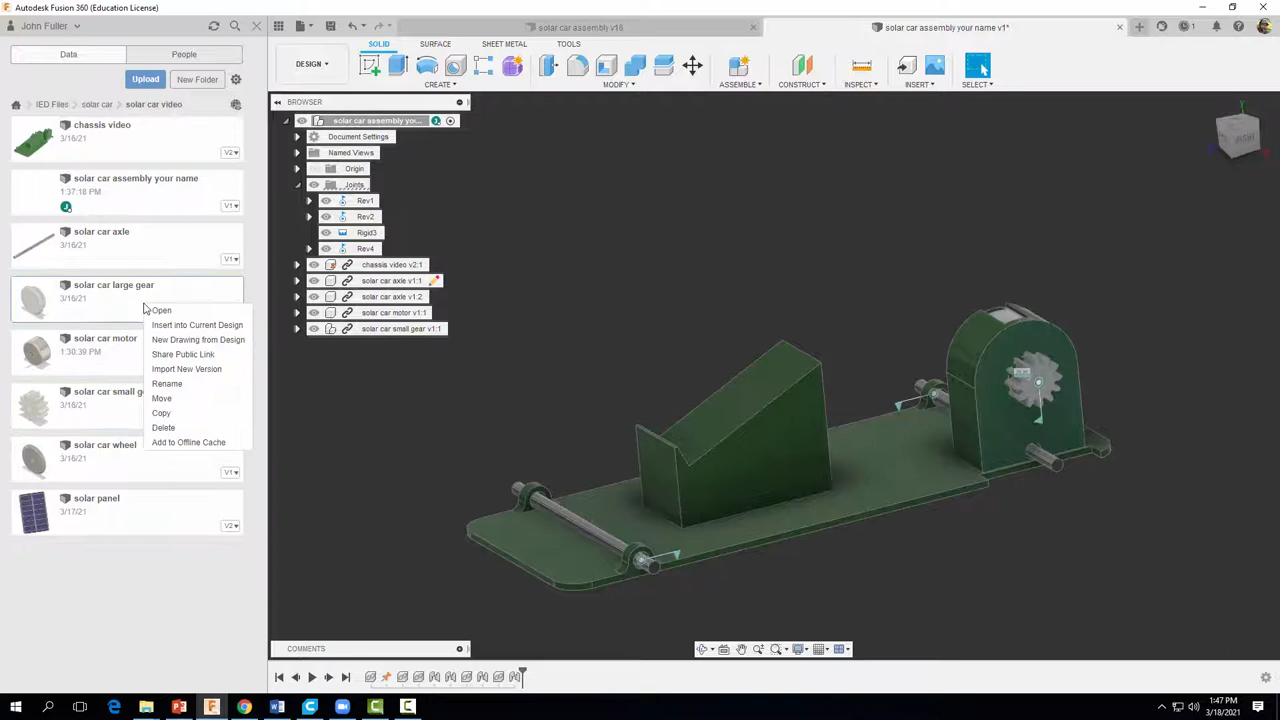 Autodesk Fusion 360 (Education License)
John Fuller
solar car assembly v16
solar car assembly your name v1*
1
Data
People
SOLID
SURFACE
SHEET METAL
TOOLS
Upload
New Folder
DESIGN
CREATE
MODIFY
ASSEMBLE
CONSTRUCT
INSPECT
INSERT
SELECT
IED Files
solar car
solar car video
BROWSER
chassis video
3/16/21
V2
solar car assembly your name
1:37:18 PM
V1
solar car axle
3/16/21
V1
solar car large gear
3/16/21
solar car motor
1:30:39 PM
solar car small g
3/16/21
solar car wheel
3/16/21
V1
solar panel
3/17/21
V2
Open
Insert into Current Design
New Drawing from Design
Share Public Link
Import New Version
Rename
Move
Copy
Delete
Add to Offline Cache
solar car assembly you...
Document Settings
Named Views
Origin
Joints
Rev1
Rev2
Rigid3
Rev4
chassis video v2:1
solar car axle v1:1
solar car axle v1:2
solar car motor v1:1
solar car small gear v1:1
COMMENTS
1:47 PM
3/18/2021